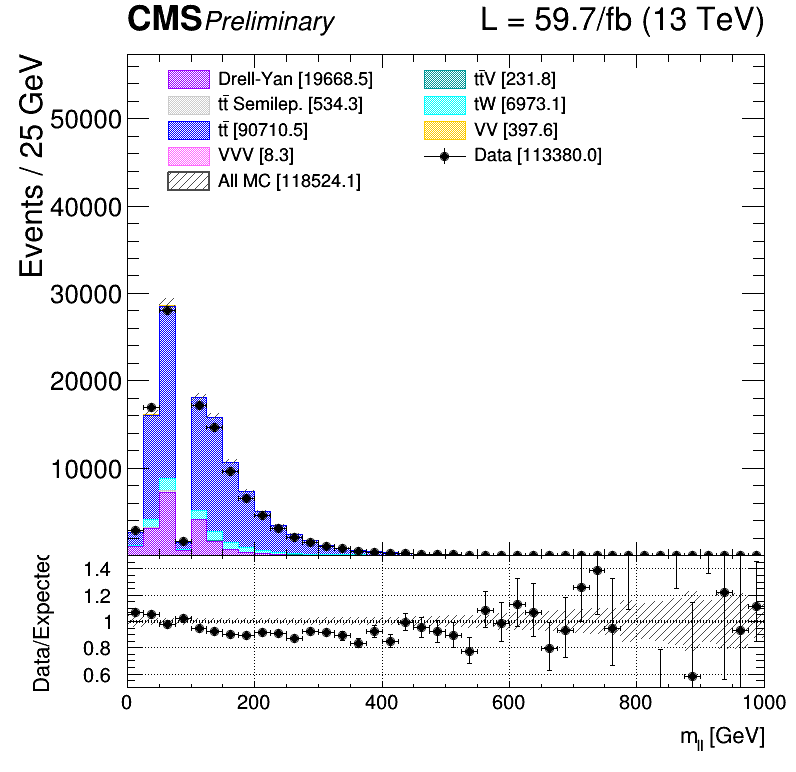 CMS Preliminary L = 59.7/fb (13 TeV)
Events / 25 GeV
Drell-Yan [19668.5]
tt̄ Semilep. [534.3]
tt̄ [90710.5]
VVV [8.3]
All MC [118524.1]
tt̄V [231.8]
tW [6973.1]
VV [397.6]
Data [113380.0]
50000
40000
30000
20000
10000
Data/Expected
1.4
1.2
1
0.8
0.6
0 200 400 600 800 1000
m_ll [GeV]